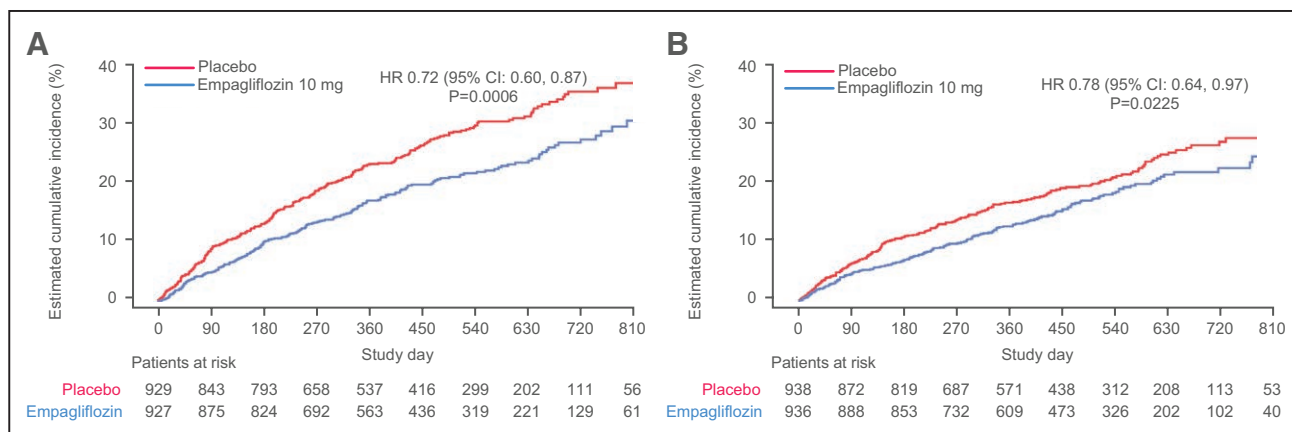 A
Estimated cumulative incidence (%)
40
30
20
10
0
Placebo
Empagliflozin 10 mg
HR 0.72 (95% CI: 0.60, 0.87)
P=0.0006
0 90 180 270 360 450 540 630 720 810
Study day
Patients at risk
Placebo 929 843 793 658 537 416 299 202 111 56
Empagliflozin 927 875 824 692 563 436 319 221 129 61
B
Estimated cumulative incidence (%)
40
30
20
10
0
Placebo
Empagliflozin 10 mg
HR 0.78 (95% CI: 0.64, 0.97)
P=0.0225
0 90 180 270 360 450 540 630 720 810
Study day
Patients at risk
Placebo 938 872 819 687 571 438 312 208 113 53
Empagliflozin 936 888 853 732 609 473 326 202 102 40